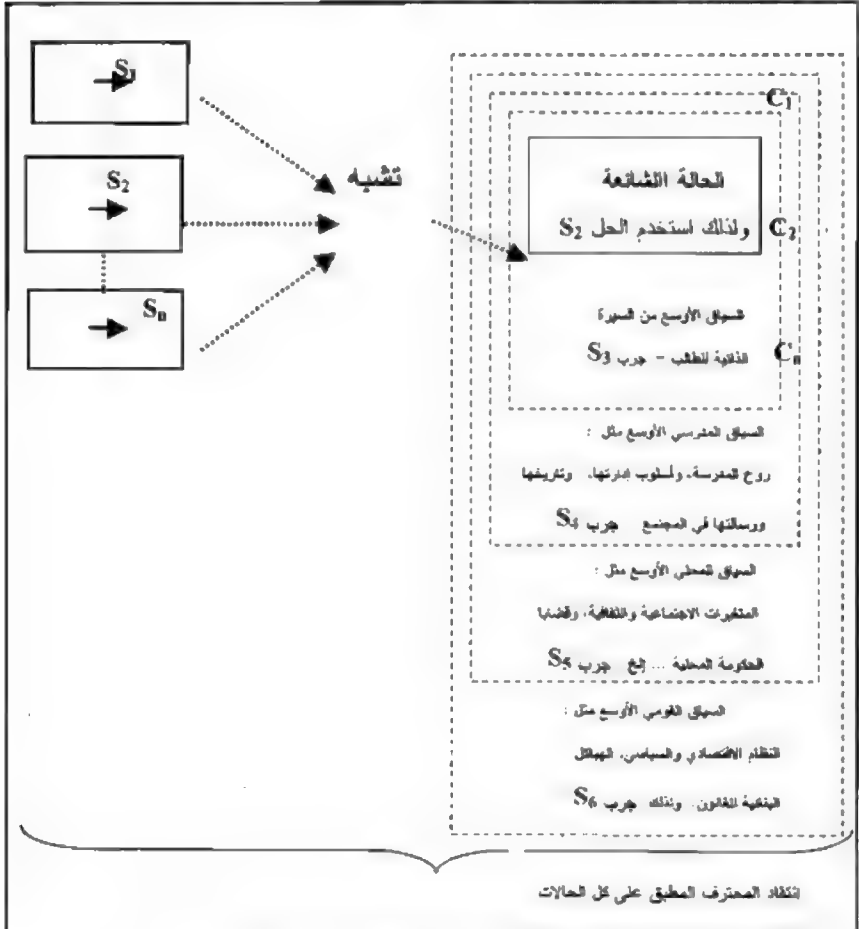 S1
C1
S2
تشبه
الحالة الشائعة
ولذلك استخدم الحل S2
C2
Sn
السياق الأوسع من السيرة
الذاتية للطالب - جرب S3
Cn
السياق المدرسي الأوسع مثل :
روح المدرسة، وأسلوب إدارتها، وتاريخها
ورسالتها في المجتمع جرب S4
السياق المحلي الأوسع مثل :
المتغيرات الاجتماعية والثقافية، وقضايا
الحكومة المحلية ... إلخ جرب S5
السياق القومي الأوسع مثل :
النظام الاقتصادي والسياسي، الهياكل
البنائية للقانون، ولذلك جرب S6
انتقاد المحترف المطبق على كل الحالات